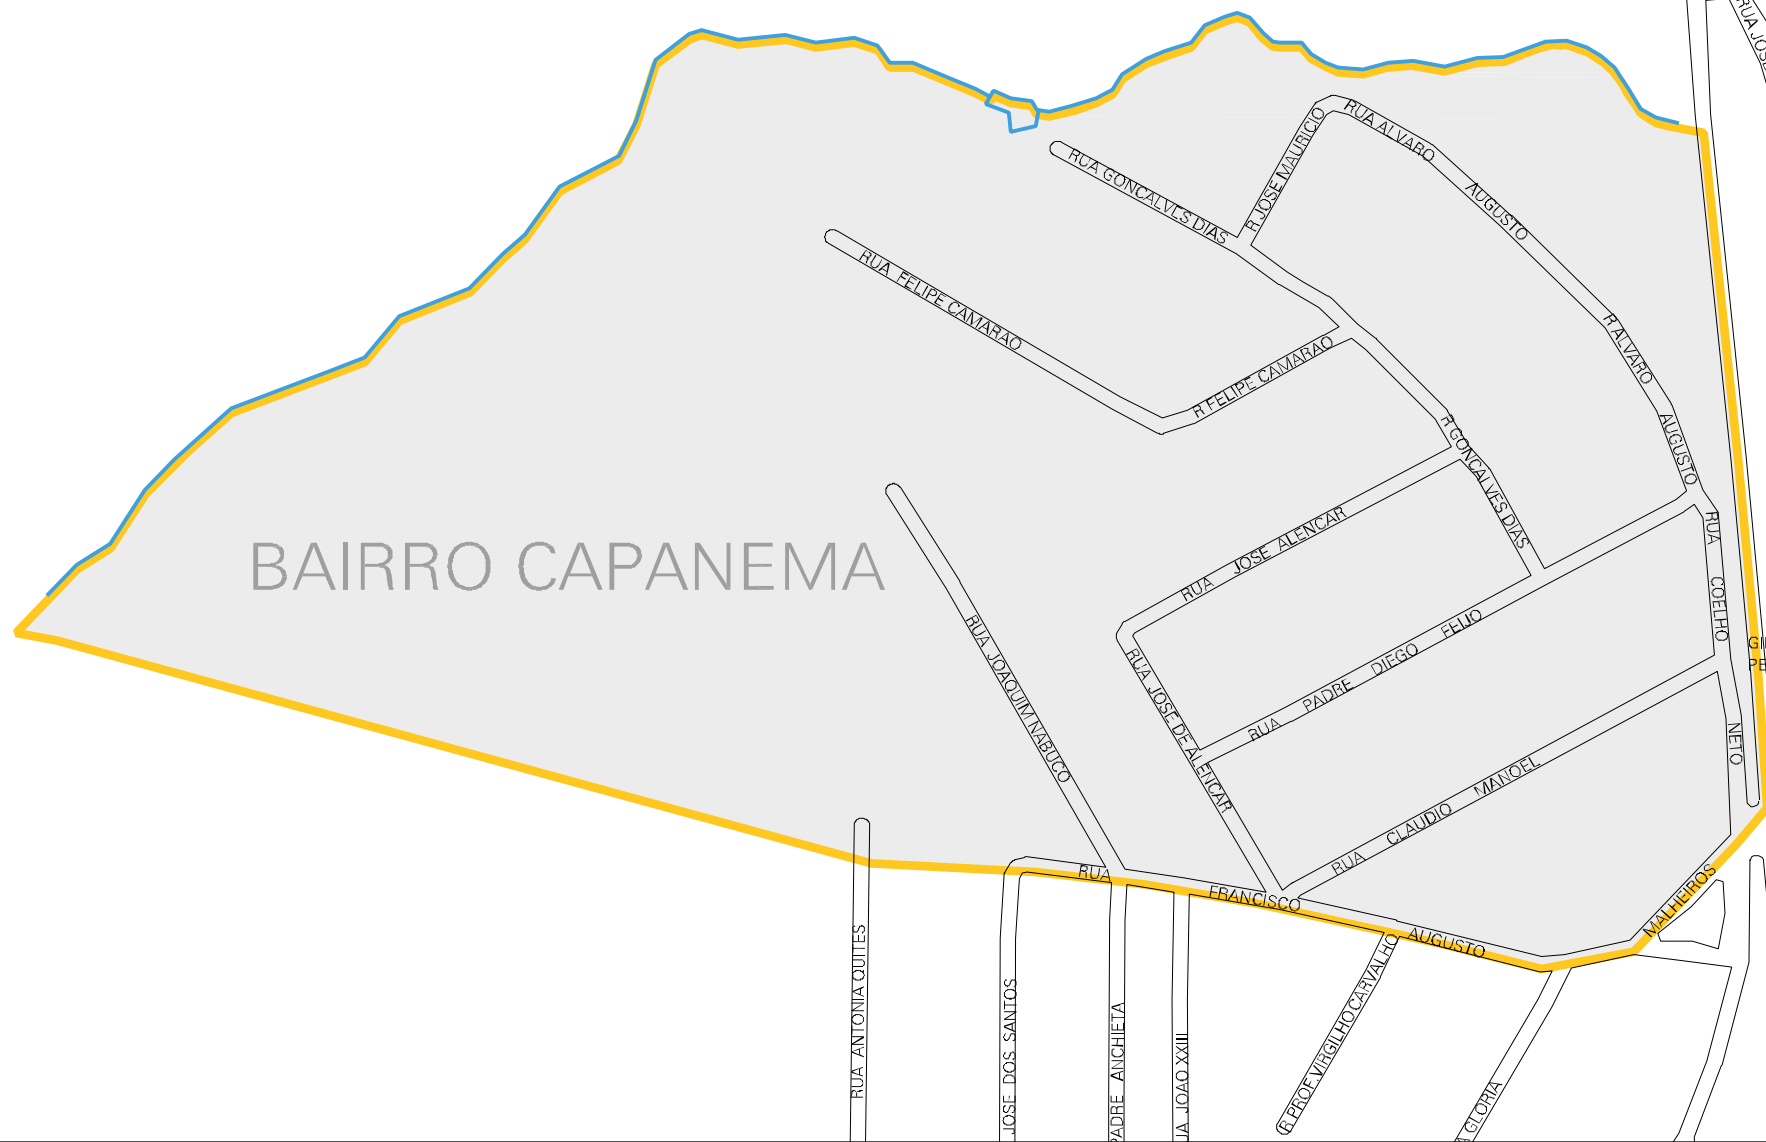 RUA JOSE
RUA ALVARO
AUGUSTO
R JOSE MAURICIO
RUA GONCALVES DIAS
RUA FELIPE CAMARAO
R FELIPE CAMARAO
R ALVARO
AUGUSTO
R GONCALVES DIAS
RUA JOSE ALENCAR
BAIRRO CAPANEMA
RUA COELHO NETO
RUA JOAQUIM NABUCO
RUA JOSE DE ALENCAR
RUA PADRE DIEGO FEIJO
RUA CLAUDIO MANOEL
RUA FRANCISCO AUGUSTO MALHEIROS
RUA ANTONIA QUITES
JOSE DOS SANTOS
PADRE ANCHIETA
JOAO XXIII
R PROF. VIRGILHO CARVALHO
GLORIA